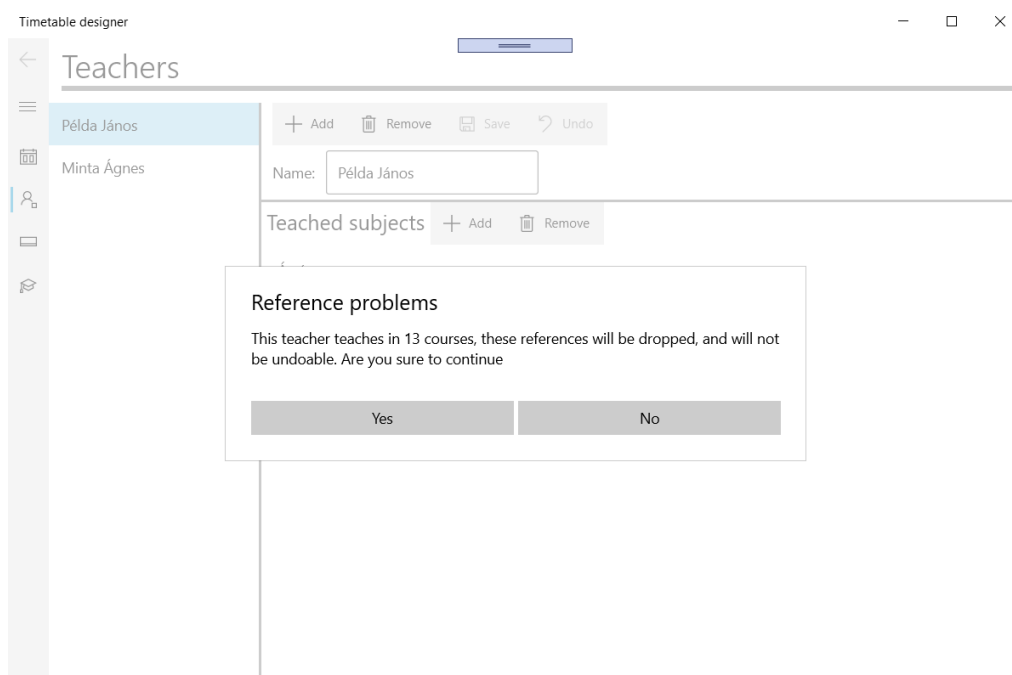 Timetable designer
Teachers
Példa János
Minta Ágnes
Add Remove Save Undo
Name: Példa János
Teached subjects Add Remove
Reference problems
This teacher teaches in 13 courses, these references will be dropped, and will not
be undoable. Are you sure to continue
Yes No